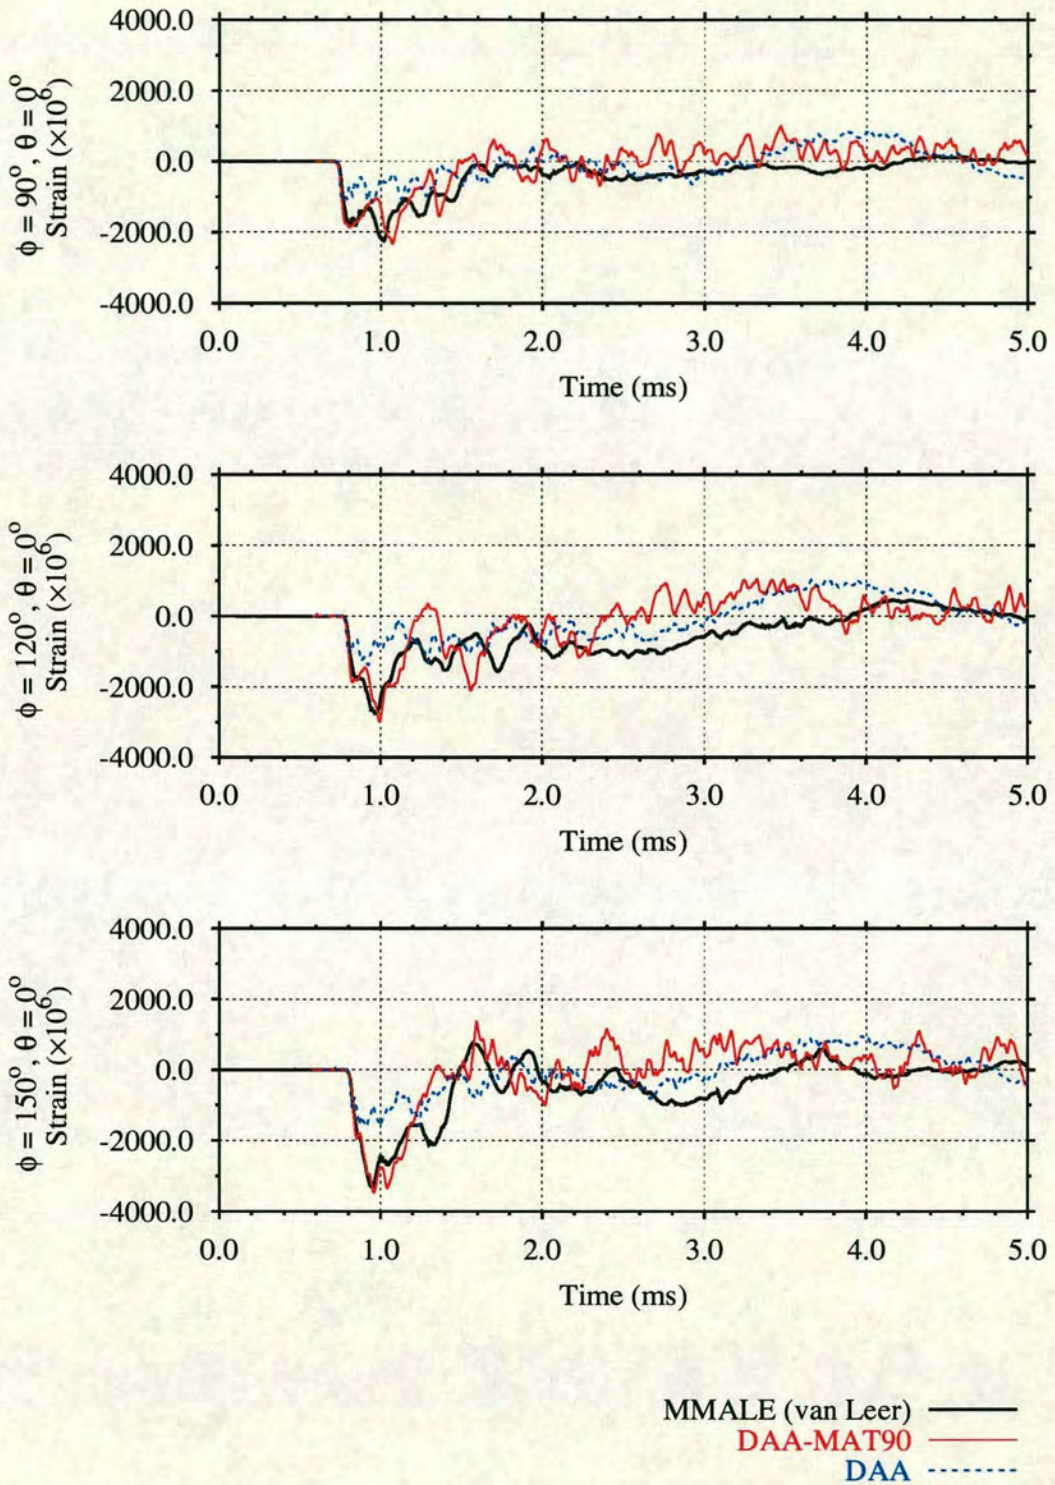 4000.0
2000.0
0.0
-2000.0
-4000.0
ϕ = 90°, θ = 0°
Strain (×10⁶)
0.0 1.0 2.0 3.0 4.0 5.0
Time (ms)
4000.0
2000.0
0.0
-2000.0
-4000.0
ϕ = 120°, θ = 0°
Strain (×10⁶)
0.0 1.0 2.0 3.0 4.0 5.0
Time (ms)
4000.0
2000.0
0.0
-2000.0
-4000.0
ϕ = 150°, θ = 0°
Strain (×10⁶)
0.0 1.0 2.0 3.0 4.0 5.0
Time (ms)
MMALE (van Leer)
DAA-MAT90
DAA